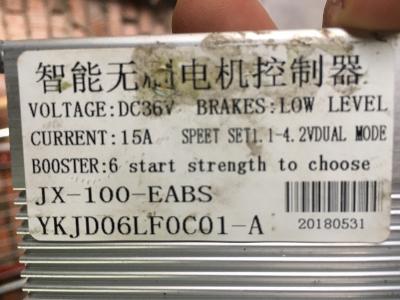 智能无刷电机控制器
VOLTAGE:DC36V BRAKES:LOW LEVEL
CURRENT:15A SPEET SET1.1-4.2VDUAL MODE
BOOSTER:6 start strength to choose
JX-100-EABS
YKJD06LF0C01-A 20180531